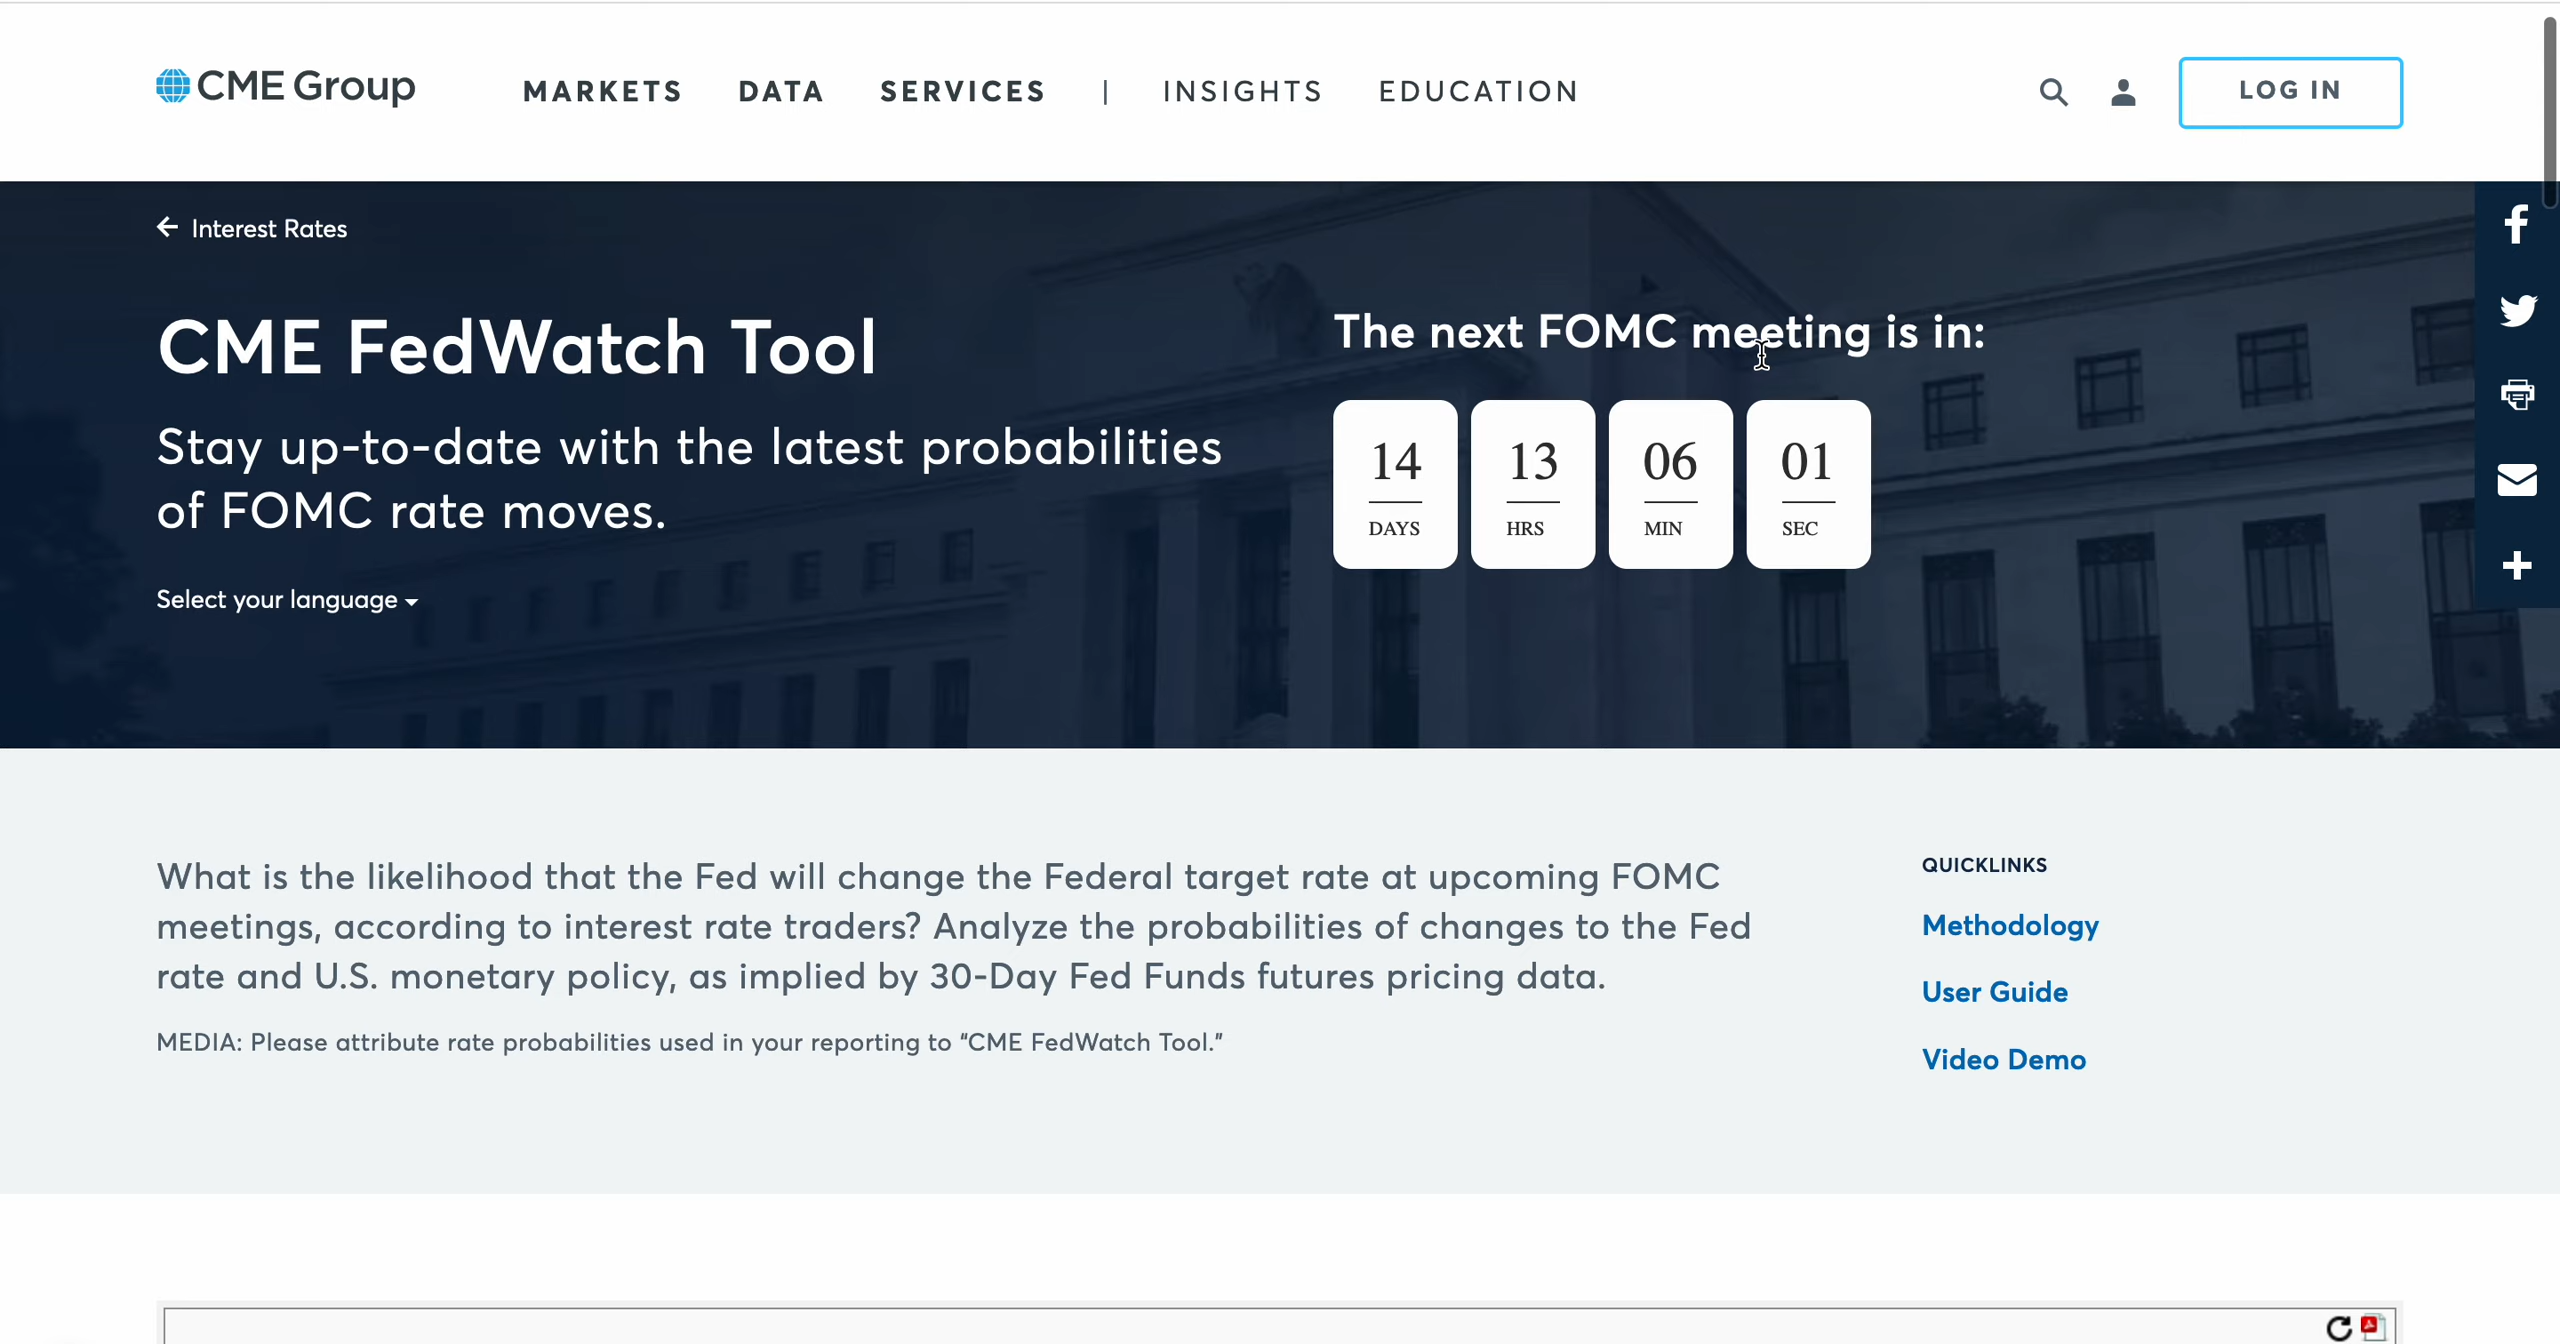 CME Group
MARKETS DATA SERVICES | INSIGHTS EDUCATION
LOG IN
Interest Rates
CME FedWatch Tool
Stay up-to-date with the latest probabilities
of FOMC rate moves.
Select your language
The next FOMC meeting is in:
14 13 06 01
DAYS HRS MIN SEC
What is the likelihood that the Fed will change the Federal target rate at upcoming FOMC
meetings, according to interest rate traders? Analyze the probabilities of changes to the Fed
rate and U.S. monetary policy, as implied by 30-Day Fed Funds futures pricing data.
MEDIA: Please attribute rate probabilities used in your reporting to “CME FedWatch Tool.”
QUICKLINKS
Methodology
User Guide
Video Demo